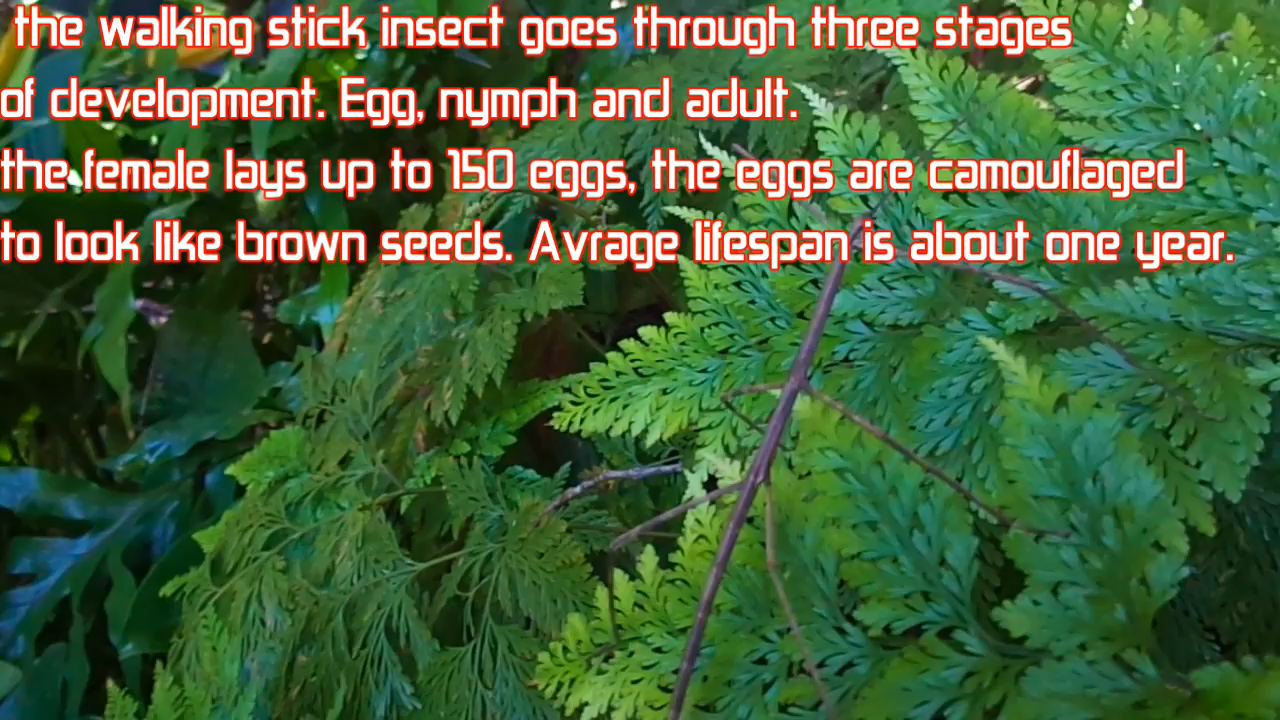 the walking stick insect goes through three stages
of development. Egg, nymph and adult.
the female lays up to 150 eggs, the eggs are camouflaged
to look like brown seeds. Avrage lifespan is about one year.